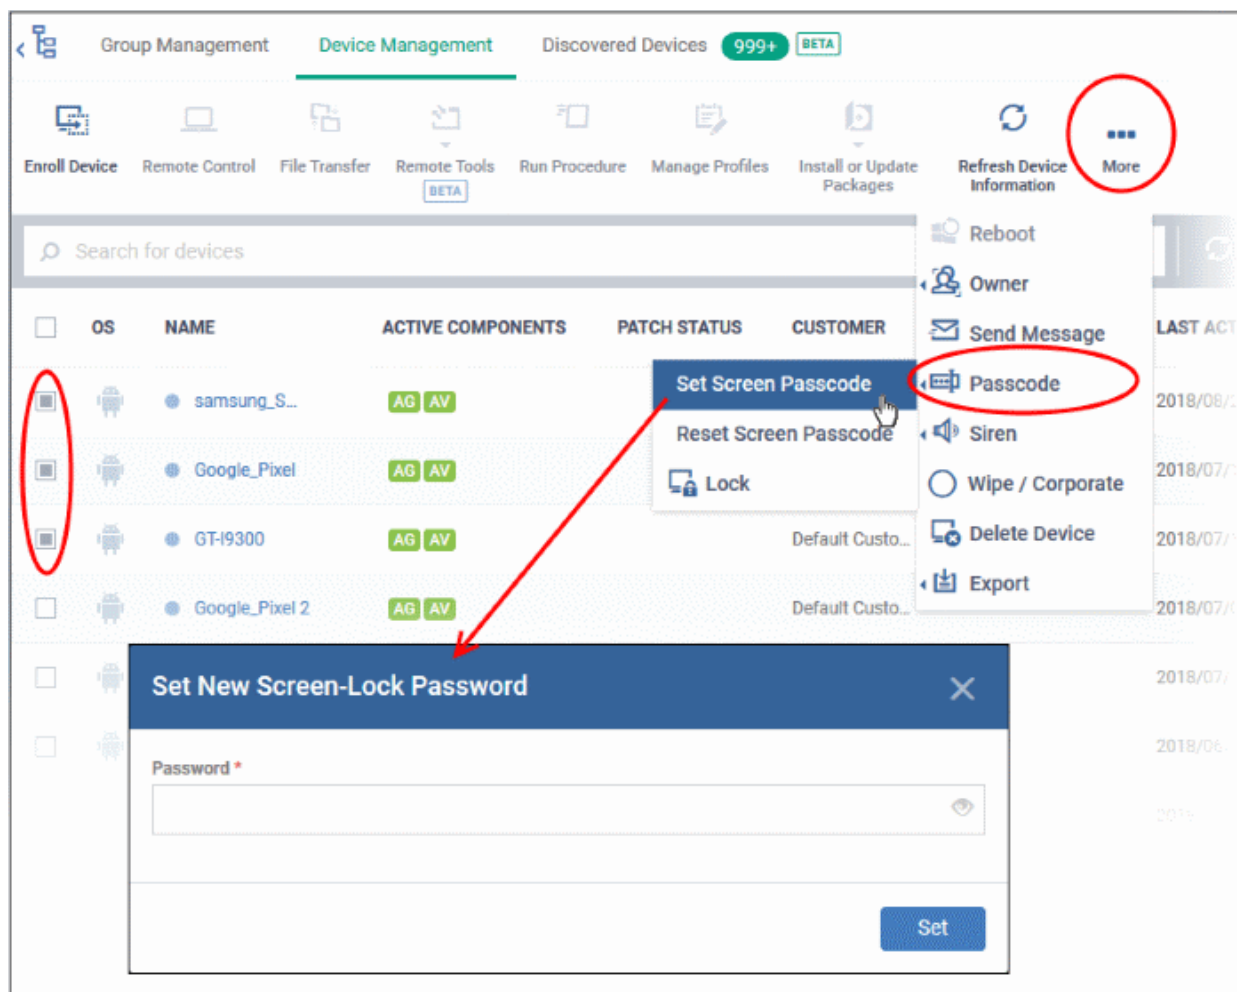 Group Management
Device Management
Discovered Devices 999+ BETA
Enroll Device
Remote Control
File Transfer
Remote Tools
BETA
Run Procedure
Manage Profiles
Install or Update
Packages
Refresh Device
Information
More
Search for devices
Reboot
Owner
Send Message
Passcode
Siren
Wipe / Corporate
Delete Device
Export
Set Screen Passcode
Reset Screen Passcode
Lock
OS NAME ACTIVE COMPONENTS PATCH STATUS CUSTOMER LAST ACT
samsung_S... AG AV 2018/08/
Google_Pixel AG AV 2018/07/
GT-I9300 AG AV Default Custo... 2018/07/
Google_Pixel 2 AG AV Default Custo... 2018/07/
2018/07/
2018/06
Set New Screen-Lock Password
Password *
Set